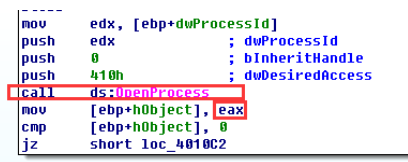 mov edx, [ebp+dwProcessId]
push edx ; dwProcessId
push 0 ; bInheritHandle
push 410h ; dwDesiredAccess
call ds:OpenProcess
mov [ebp+hObject], eax
cmp [ebp+hObject], 0
jz short loc_4010C2